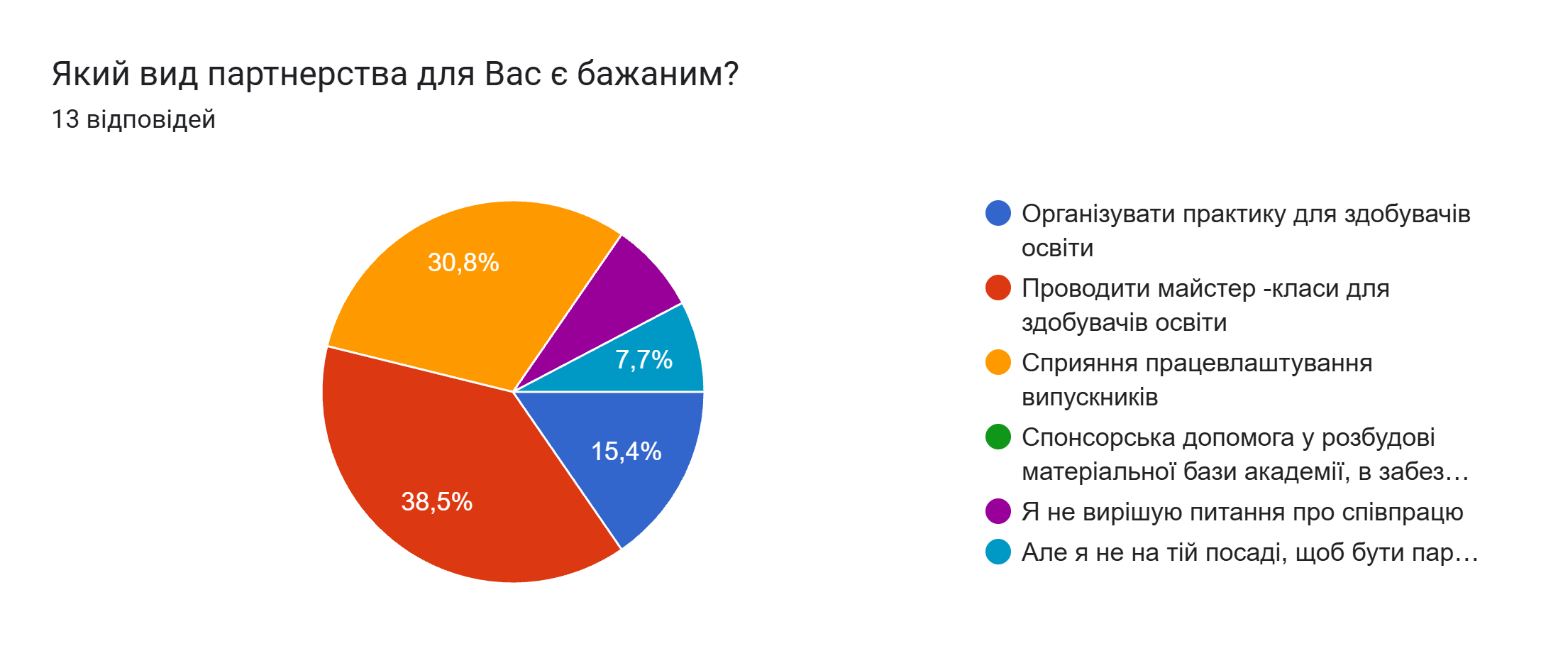 Який вид партнерства для Вас є бажаним?
13 відповідей
30,8%
7,7%
15,4%
38,5%
Організувати практику для здобувачів
освіти
Проводити майстер -класи для
здобувачів освіти
Сприяння працевлаштування
випускників
Спонсорська допомога у розбудові
матеріальної бази академії, в забез...
Я не вирішую питання про співпрацю
Але я не на тій посаді, щоб бути пар...